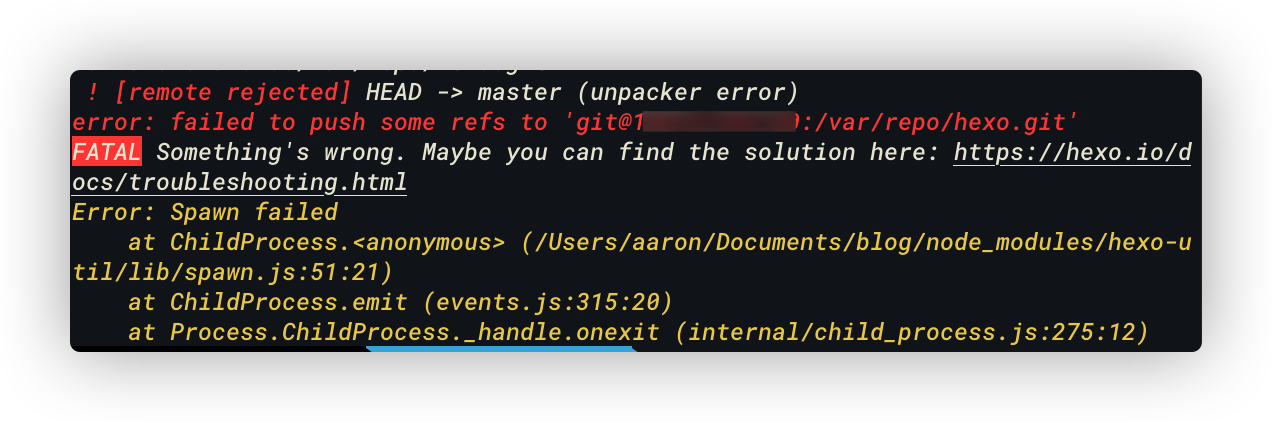 ! [remote rejected] HEAD -> master (unpacker error)
error: failed to push some refs to 'git@1:/var/repo/hexo.git'
FATAL Something's wrong. Maybe you can find the solution here: https://hexo.io/d
ocs/troubleshooting.html
Error: Spawn failed
at ChildProcess.<anonymous> (/Users/aaron/Documents/blog/node_modules/hexo-u
til/lib/spawn.js:51:21)
at ChildProcess.emit (events.js:315:20)
at Process.ChildProcess._handle.onexit (internal/child_process.js:275:12)